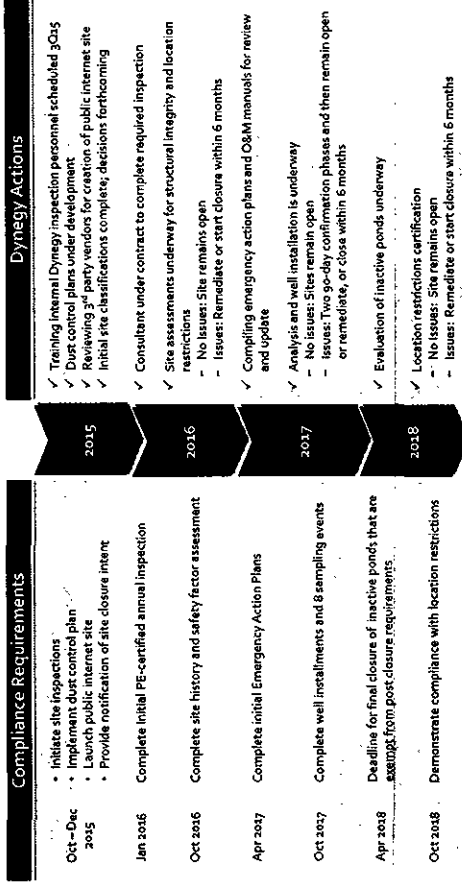 Compliance Requirements
Oct–Dec
2015
• Initiate site inspections
• Implement dust control plan
• Launch public internet site
• Provide notification of site closure intent
Jan 2016
Complete initial PE-certified annual inspection
Oct 2016
Complete site history and safety factor assessment
Apr 2017
Complete initial Emergency Action Plans
Oct 2017
Complete well installments and 8 sampling events
Apr 2018
Deadline for final closure of inactive ponds that are
exempt from post closure requirements
Oct 2018
Demonstrate compliance with location restrictions
2015
2016
2017
2018
Dynegy Actions
✓ Training internal Dynegy inspection personnel scheduled 3Q15
✓ Dust control plans under development
✓ Reviewing 3rd party vendors for creation of public internet site
✓ Initial site classifications complete; decisions forthcoming
✓ Consultant under contract to complete required inspection
✓ Site assessments underway for structural integrity and location
restrictions
– No Issues: Site remains open
– Issues: Remediate or start closure within 6 months
✓ Compiling emergency action plans and O&M manuals for review
and update
✓ Analysis and well installation is underway
– No issues: Sites remain open
– Issues: Two 90-day confirmation phases and then remain open
or remediate, or close within 6 months
✓ Evaluation of inactive ponds underway
✓ Location restrictions certification
– No Issues: Site remains open
– Issues: Remediate or start closure within 6 months